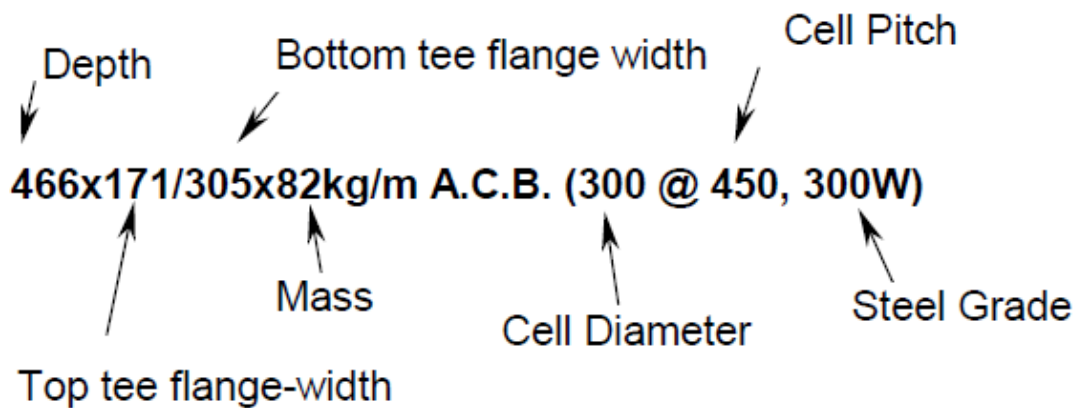 Depth
Bottom tee flange width
Cell Pitch
466x171/305x82kg/m A.C.B. (300 @ 450, 300W)
Mass
Cell Diameter
Steel Grade
Top tee flange-width